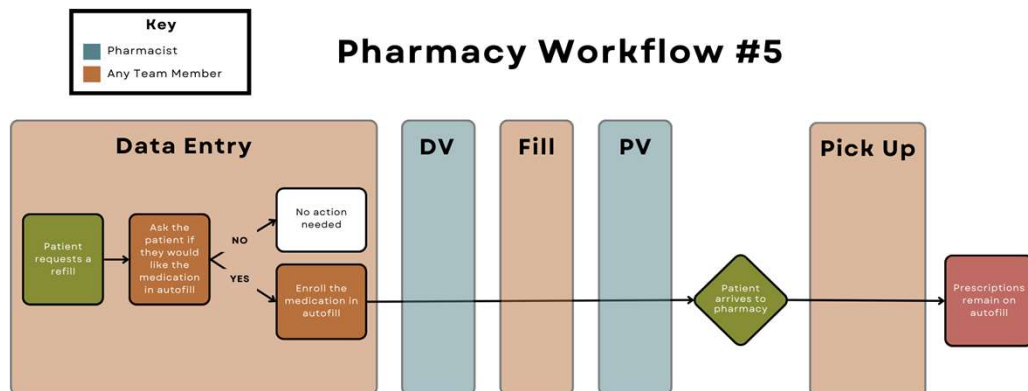 Key
Pharmacist
Any Team Member
Pharmacy Workflow #5
Data Entry
DV
Fill
PV
Pick Up
Patient
requests a
refill
Ask the
patient if
they would
like the
medication
in autofill
NO
YES
No action
needed
Enroll the
medication in
autofill
Patient
arrives to
pharmacy
Prescriptions
remain on
autofill